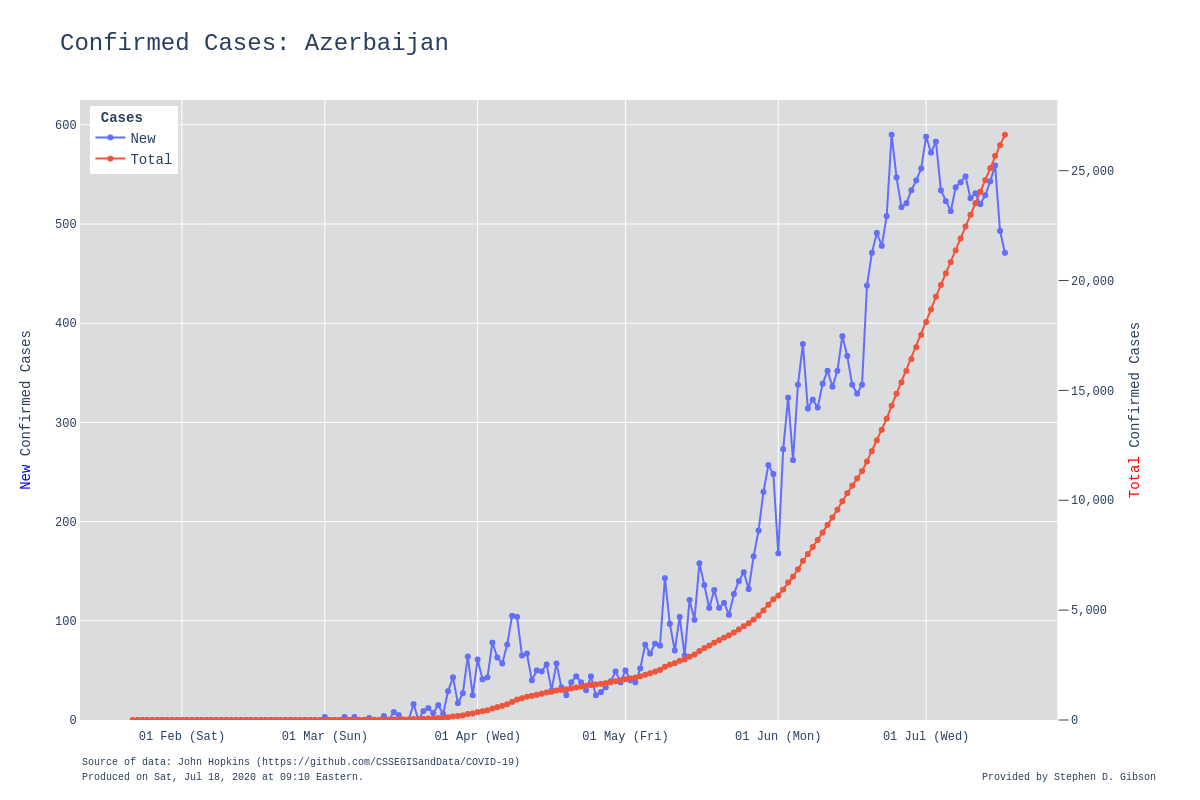 Confirmed Cases: Azerbaijan
Cases
New
Total
600
500
400
300
200
100
0
25,000
20,000
15,000
10,000
5,000
0
New Confirmed Cases
Total Confirmed Cases
01 Feb (Sat)
01 Mar (Sun)
01 Apr (Wed)
01 May (Fri)
01 Jun (Mon)
01 Jul (Wed)
Source of data: John Hopkins (https://github.com/CSSEGISandData/COVID-19)
Produced on Sat, Jul 18, 2020 at 09:10 Eastern.
Provided by Stephen D. Gibson